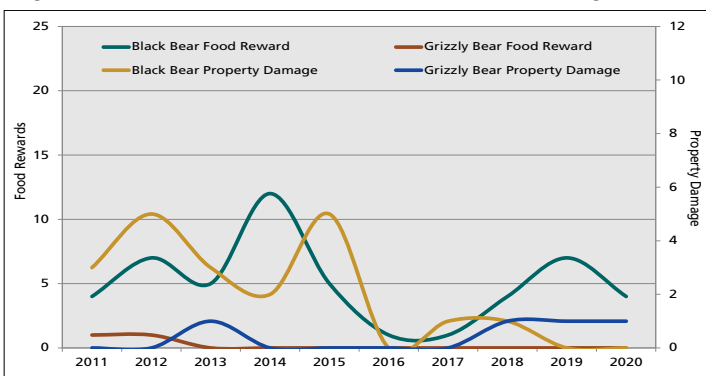 25
20
15
10
5
0
Food Rewards
Black Bear Food Reward
Grizzly Bear Food Reward
Black Bear Property Damage
Grizzly Bear Property Damage
12
10
8
6
4
2
0
Property Damage
2011 2012 2013 2014 2015 2016 2017 2018 2019 2020